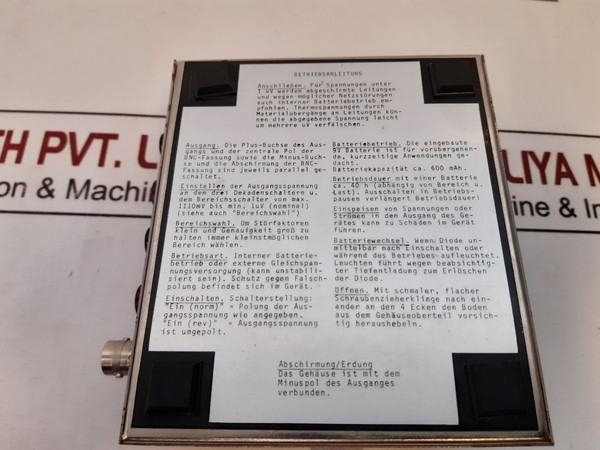 BETRIEBSANLEITUNG
Anschließen. Für Spannungen unter
1 mV werden abgeschirmte Leitungen
und wegen möglicher Netzstörungen
auch interner Batteriebetrieb em-
pfohlen. Thermospannungen durch
Materialübergänge an Leitungen kön-
nen die abgegebene Spannung leicht
um mehrere uV verfälschen.
Ausgang. Die Plus-Buchse des Aus-
gangs und der zentrale Pol der
BNC-Fassung sowie die Minus-Buch-
se und die Abschirmung der BNC-
Fassung sind jeweils parallel ge-
schaltet.
Einstellen der Ausgangsspannung
an den drei Dekadenschaltern u.
dem Bereichsschalter von max.
1110mV bis min. 1uV (nominal)
(siehe auch "Bereichswahl")
Bereichswahl. Um Störfaktoren
klein und Genauigkeit groß zu
halten immer kleinstmöglichen
Bereich wählen.
Betriebsart. Interner Batterie-
betrieb oder externe Gleichspan-
nungsversorgung (kann unstabili-
siert sein). Schutz gegen Falsch-
polung befindet sich im Gerät.
Einschalten. Schalterstellung:
"Ein (norm)" = Polung der Aus-
gangsspannung wie angegeben.
"Ein (rev)" = Ausgangsspannung
ist umgepolt.
Batteriebetrieb. Die eingebaute
9V Batterie ist für vorübergehen-
de, kurzzeitige Anwendungen ge-
dacht.
Batteriekapazität ca. 600 mAh.
Betriebsdauer mit einer Batterie
ca. 40 h (abhängig von Bereich u.
Last). Ausschalten in Betriebs-
pausen verlängert Betriebsdauer!
Einspeisen von Spannungen oder
Strömen in den Ausgang des Ge-
rätes kann zu Schäden im Gerät
führen.
Batteriewechsel. Wenn Diode un-
mittelbar nach Einschalten oder
während des Betriebes aufleuchtet.
Leuchten führt wegen beabsichtig-
ter Tiefentladung zum Erlöschen
der Diode.
Öffnen. Mit schmaler, flacher
Schraubenzieherklinge nach ein-
ander an den 4 Ecken den Boden
aus dem Gehäuseoberteil vorsich-
tig heraushebeln.
Abschirmung/Erdung
Das Gehäuse ist mit dem
Minuspol des Ausganges
verbunden.
TH PVT.
on & Machin
LIYA M
ine & In